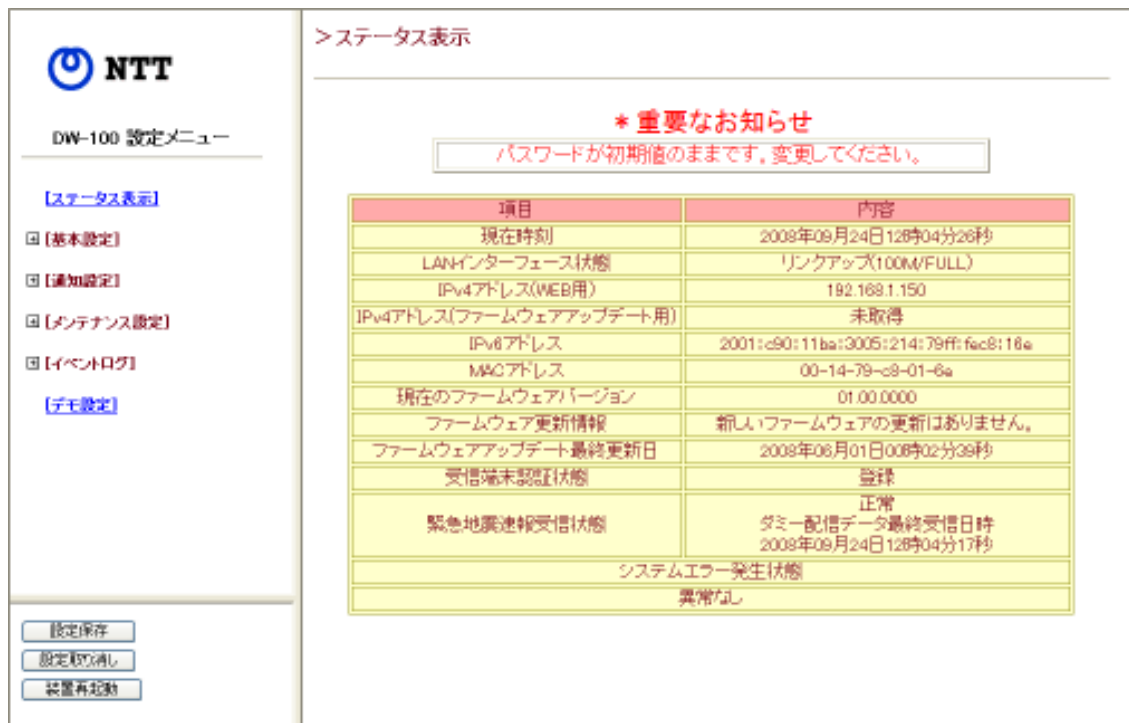 NTT
DW-100 設定メニュー
[ステータス表示]
[基本設定]
[通知設定]
[メンテナンス設定]
[イベントログ]
[デモ設定]
設定保存
設定取り消し
装置再起動
>ステータス表示
*重要なお知らせ
パスワードが初期値のままです。変更してください。
項目 内容
現在時刻 2008年09月24日12時04分26秒
LANインターフェース状態 リンクアップ(100M/FULL)
IPv4アドレス(WEB用) 192.168.1.150
IPv4アドレス(ファームウェアアップデート用) 未取得
IPv6アドレス 2001:c90:11ba:3005:214:79ff:fec8:16a
MACアドレス 00-14-79-c8-01-6a
現在のファームウェアバージョン 01.00.0000
ファームウェア更新情報 新しいファームウェアの更新はありません。
ファームウェアアップデート最終更新日 2008年06月01日00時02分39秒
受信端末認証状態 登録
緊急地震速報受信状態 正常
ダミー配信データ最終受信日時
2008年09月24日12時04分17秒
システムエラー発生状態
異常なし